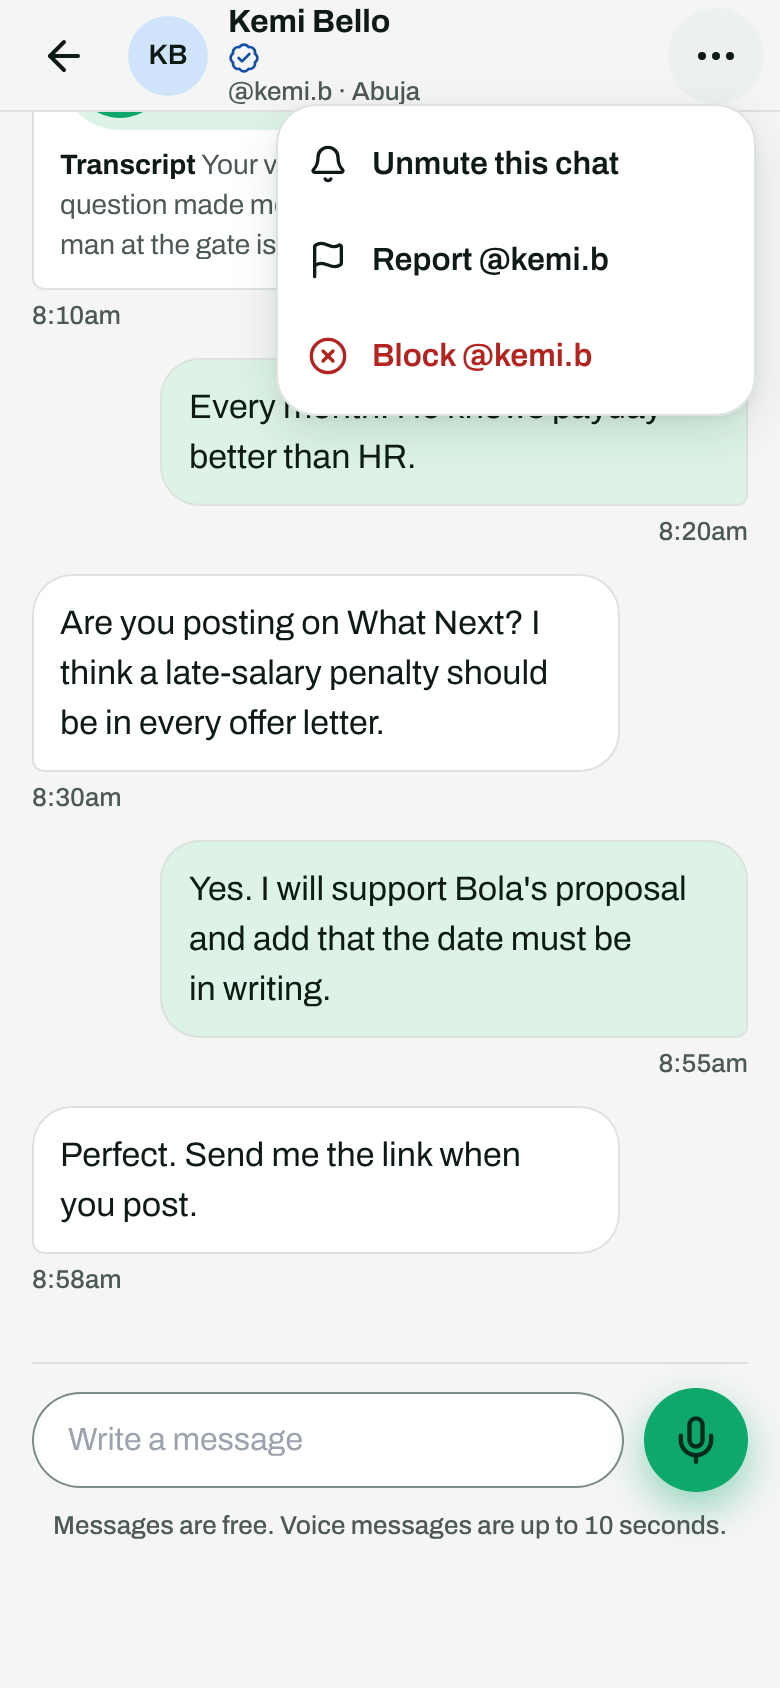 Kemi Bello
KB
@kemi.b · Abuja
Unmute this chat
Report @kemi.b
Block @kemi.b
Transcript Your
question made
man at the gate is
8:10am
Every
better than HR.
8:20am
Are you posting on What Next? I
think a late-salary penalty should
be in every offer letter.
8:30am
Yes. I will support Bola's proposal
and add that the date must be
in writing.
8:55am
Perfect. Send me the link when
you post.
8:58am
Write a message
Messages are free. Voice messages are up to 10 seconds.